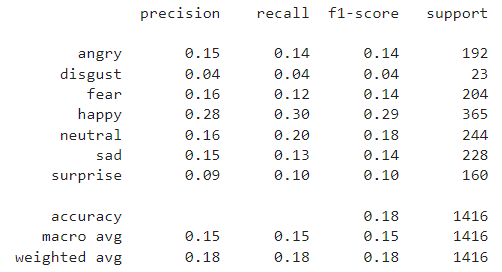 precision recall f1-score support
angry 0.15 0.14 0.14 192
disgust 0.04 0.04 0.04 23
fear 0.16 0.12 0.14 204
happy 0.28 0.30 0.29 365
neutral 0.16 0.20 0.18 244
sad 0.15 0.13 0.14 228
surprise 0.09 0.10 0.10 160
accuracy 0.18 1416
macro avg 0.15 0.15 0.15 1416
weighted avg 0.18 0.18 0.18 1416